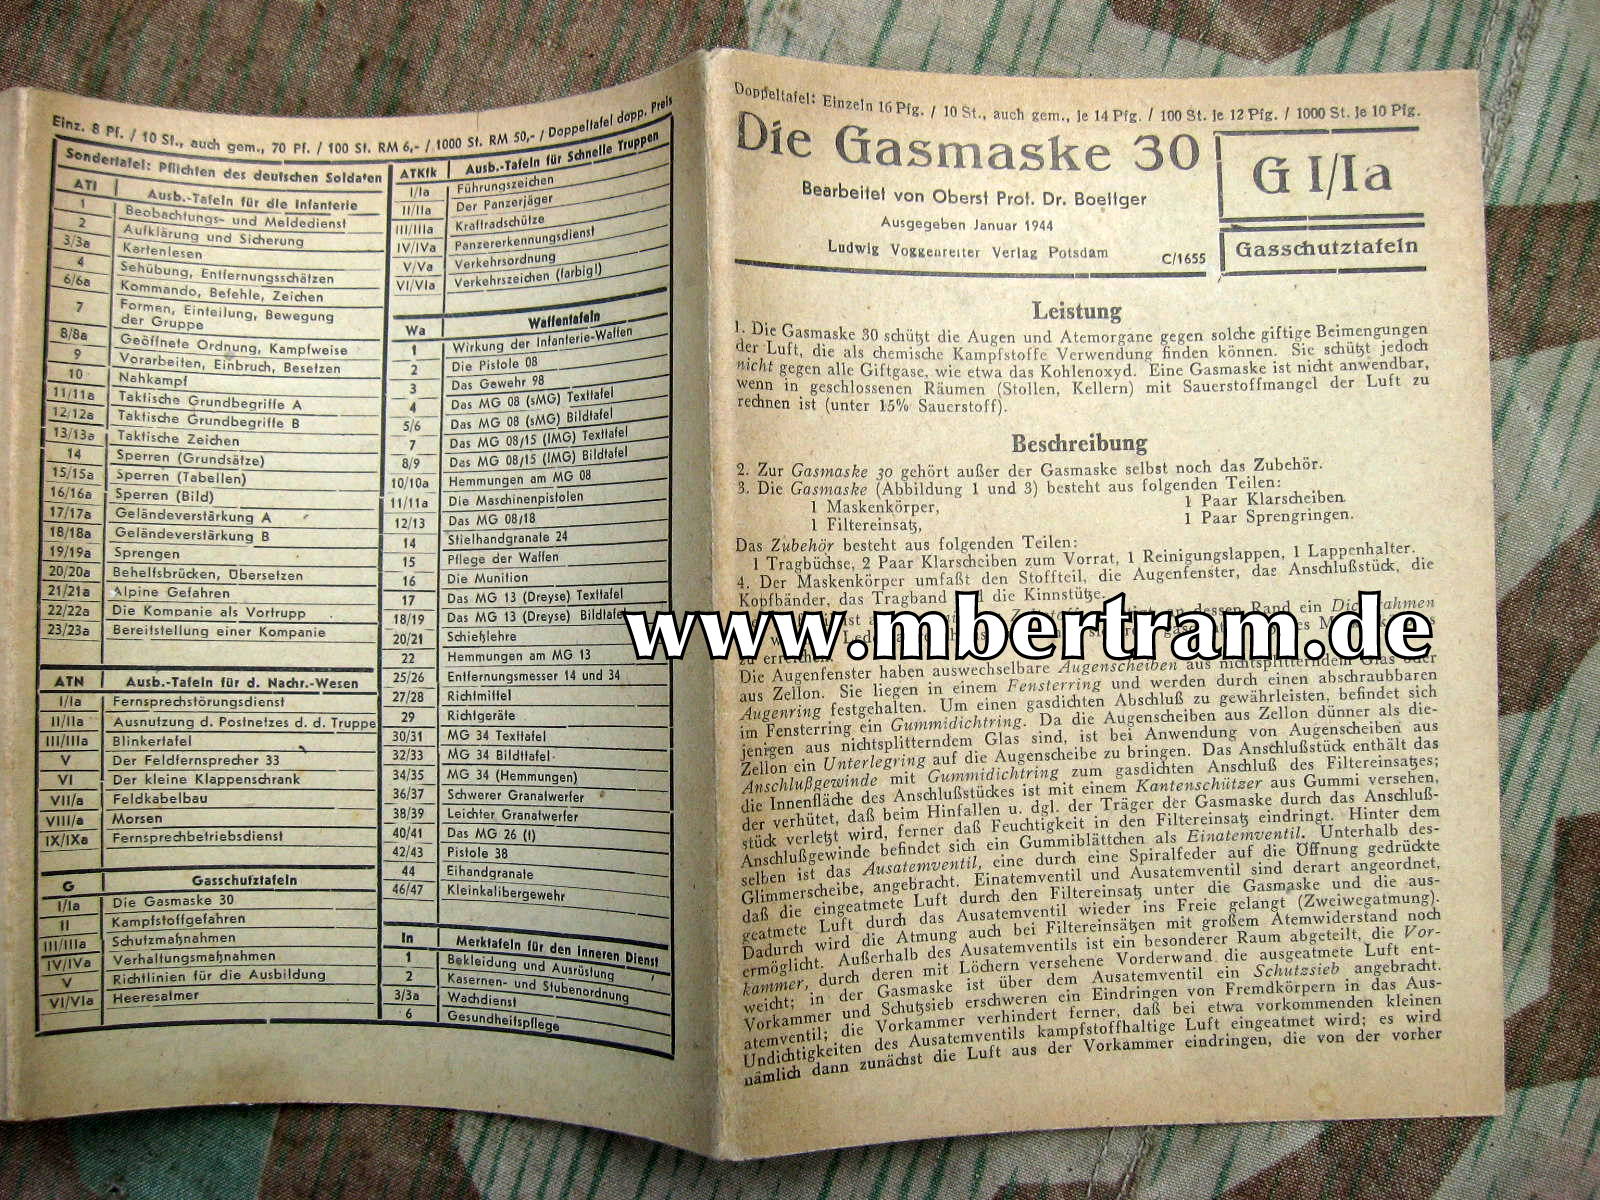 Einz. 8 Pf. / 10 St., auch gem., 70 Pf. / 100 St. RM 6,- / 1000 St. RM 50,- / Doppeltafel dopp. Preis
Sondertafel: Pflichten des deutschen Soldaten
ATI Ausb.-Tafeln für die Infanterie
1 Beobachtungs- und Meldedienst
2 Aufklärung und Sicherung
3/3a Kartenlesen
4 Sehübung, Entfernungsschätzen
6/6a Kommando, Befehle, Zeichen
7 Formen, Einteilung, Bewegung
der Gruppe
8/8a Geöffnete Ordnung, Kampfweise
9 Vorarbeiten, Einbruch, Besetzen
10 Nahkampf
11/11a Taktische Grundbegriffe A
12/12a Taktische Grundbegriffe B
13/13a Taktische Zeichen
14 Sperren (Grundsätze)
15/15a Sperren (Tabellen)
16/16a Sperren (Bild)
17/17a Geländeverstärkung A
18/18a Geländeverstärkung B
19/19a Sprengen
20/20a Behelfsbrücken, Übersetzen
21/21a Alpine Gefahren
22/22a Die Kompanie als Vortrupp
23/23a Bereitstellung einer Kompanie
ATN Ausb.-Tafeln für d. Nachr.-Wesen
I/Ia Fernsprechstörungsdienst
II/IIa Ausnutzung d. Postnetzes d. d. Truppe
III/IIIa Blinkertafel
V Der Feldfernsprecher 33
VI Der kleine Klappenschrank
VII/a Feldkabelbau
VIII/a Morsen
IX/IXa Fernsprechbetriebsdienst
G Gasschutztafeln
I/Ia Die Gasmaske 30
II Kampfstoffgefahren
III/IIIa Schutzmaßnahmen
IV/IVa Verhaltungsmaßnahmen
V Richtlinien für die Ausbildung
VI/VIa Heeresatmer
ATKfk Ausb.-Tafeln für Schnelle Truppen
I/Ia Führungszeichen
II/IIa Der Panzerjäger
III/IIIa Kraftradschütze
IV/IVa Panzererkennungsdienst
V/Va Verkehrsordnung
VI/VIa Verkehrszeichen (farbig!)
Wa Waffentafeln
1 Wirkung der Infanterie-Waffen
2 Die Pistole 08
3 Das Gewehr 98
4 Das MG 08 (sMG) Texttafel
5/6 Das MG 08 (sMG) Bildtafel
7 Das MG 08/15 (lMG) Texttafel
8/9 Das MG 08/15 (lMG) Bildtafel
10/10a Hemmungen am MG 08
11/11a Die Maschinenpistolen
12/13 Das MG 08/18
14 Stielhandgranate 24
15 Pflege der Waffen
16 Die Munition
17 Das MG 13 (Dreyse) Texttafel
18/19 Das MG 13 (Dreyse) Bildtafel
20/21 Schießlehre
22 Hemmungen am MG 13
25/26 Entfernungsmesser 14 und 34
27/28 Richtmittel
29 Richtgeräte
30/31 MG 34 Texttafel
32/33 MG 34 Bildtafel
34/35 MG 34 (Hemmungen)
36/37 Schwerer Granatwerfer
38/39 Leichter Granatwerfer
40/41 Das MG 26 (t)
42/43 Pistole 38
44 Eihandgranate
46/47 Kleinkalibergewehr
In Merktafeln für den Inneren Dienst
1 Bekleidung und Ausrüstung
2 Kasernen- und Stubenordnung
3/3a Wachdienst
6 Gesundheitspflege
Doppeltafel: Einzeln 16 Pfg. / 10 St., auch gem., je 14 Pfg. / 100 St. je 12 Pfg. / 1000 St. je 10 Pfg.
Die Gasmaske 30
Bearbeitet von Oberst Prof. Dr. Boettger
Ausgegeben Januar 1944
Ludwig Voggenreiter Verlag Potsdam C/1655
G I/Ia
Gasschutztafeln
Leistung
1. Die Gasmaske 30 schützt die Augen und Atemorgane gegen solche giftige Beimengungen
der Luft, die als chemische Kampfstoffe Verwendung finden können. Sie schützt jedoch
nicht gegen alle Giftgase, wie etwa das Kohlenoxyd. Eine Gasmaske ist nicht anwendbar,
wenn in geschlossenen Räumen (Stollen, Kellern) mit Sauerstoffmangel der Luft zu
rechnen ist (unter 15% Sauerstoff).
Beschreibung
2. Zur Gasmaske 30 gehört außer der Gasmaske selbst noch das Zubehör.
3. Die Gasmaske (Abbildung 1 und 3) besteht aus folgenden Teilen:
1 Maskenkörper, 1 Paar Klarscheiben
1 Filtereinsatz, 1 Paar Sprengringen.
Das Zubehör besteht aus folgenden Teilen:
1 Tragbüchse, 2 Paar Klarscheiben zum Vorrat, 1 Reinigungslappen, 1 Lappenhalter.
4. Der Maskenkörper umfaßt den Stoffteil, die Augenfenster, das Anschlußstück, die
Kopfbänder, das Tragband die Kinnstütze.
an dessen Rand ein
www.mbertram.de
zu erreichen.
Die Augenfenster haben auswechselbare Augenscheiben aus nichtsplitterndem Glas oder
aus Zellon. Sie liegen in einem Fensterring und werden durch einen abschraubbaren
Augenring festgehalten. Um einen gasdichten Abschluß zu gewährleisten, befindet sich
im Fensterring ein Gummidichtring. Da die Augenscheiben aus Zellon dünner als die-
jenigen aus nichtsplitterndem Glas sind, ist bei Anwendung von Augenscheiben aus
Zellon ein Unterlegring auf die Augenscheibe zu bringen. Das Anschlußstück enthält das
Anschlußgewinde mit Gummidichtring zum gasdichten Anschluß des Filtereinsatzes;
die Innenfläche des Anschlußstückes ist mit einem Kantenschützer aus Gummi versehen,
der verhütet, daß beim Hinfallen u. dgl. der Träger der Gasmaske durch das Anschluß-
stück verletzt wird, ferner daß Feuchtigkeit in den Filtereinsatz eindringt. Hinter dem
Anschlußgewinde befindet sich ein Gummiblättchen als Einatemventil. Unterhalb des-
selben ist das Ausatemventil, eine durch eine Spiralfeder auf die Öffnung gedrückte
Glimmerscheibe, angebracht. Einatemventil und Ausatemventil sind derart angeordnet,
daß die eingeatmete Luft durch den Filtereinsatz unter die Gasmaske und die aus-
geatmete Luft durch das Ausatemventil wieder ins Freie gelangt (Zweiwegatmung).
Dadurch wird die Atmung auch bei Filtereinsätzen mit großem Atemwiderstand noch
ermöglicht. Außerhalb des Ausatemventils ist ein besonderer Raum abgeteilt, die Vor-
kammer, durch deren mit Löchern versehene Vorderwand die ausgeatmete Luft ent-
weicht; in der Gasmaske ist über dem Ausatemventil ein Schutzsieb angebracht.
Vorkammer und Schutzsieb erschweren ein Eindringen von Fremdkörpern in das Aus-
atemventil; die Vorkammer verhindert ferner, daß bei etwa vorkommenden kleinen
Undichtigkeiten des Ausatemventils kampfstoffhaltige Luft eingeatmet wird; es wird
nämlich dann zunächst die Luft aus der Vorkammer eindringen, die von der vorher